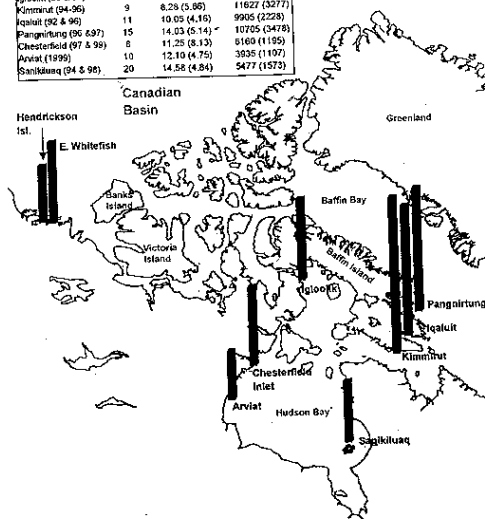 Kimmirut (94-96) 9 8.28 (5.66) 11627 (3277)
Iqaluit (92 & 96) 11 10.05 (4.16) 9905 (2228)
Pangnirtung (96 &97) 15 14.03 (5.14) 10705 (3478)
Chesterfield (97 & 99) 8 11.25 (8.13) 6160 (1195)
Arviat (1999) 10 12.10 (4.75) 3935 (1107)
Sanikiluaq (94 & 98) 20 14.58 (4.84) 5477 (1573)
Canadian
Basin
Hendrickson
Isl.
E. Whitefish
Greenland
Banks
Island
Baffin Bay
Victoria
Island
Baffin Island
Igloolik
Pangnirtung
Iqaluit
Kimmirut
Chesterfield
Inlet
Arviat
Hudson Bay
Sanikiluaq